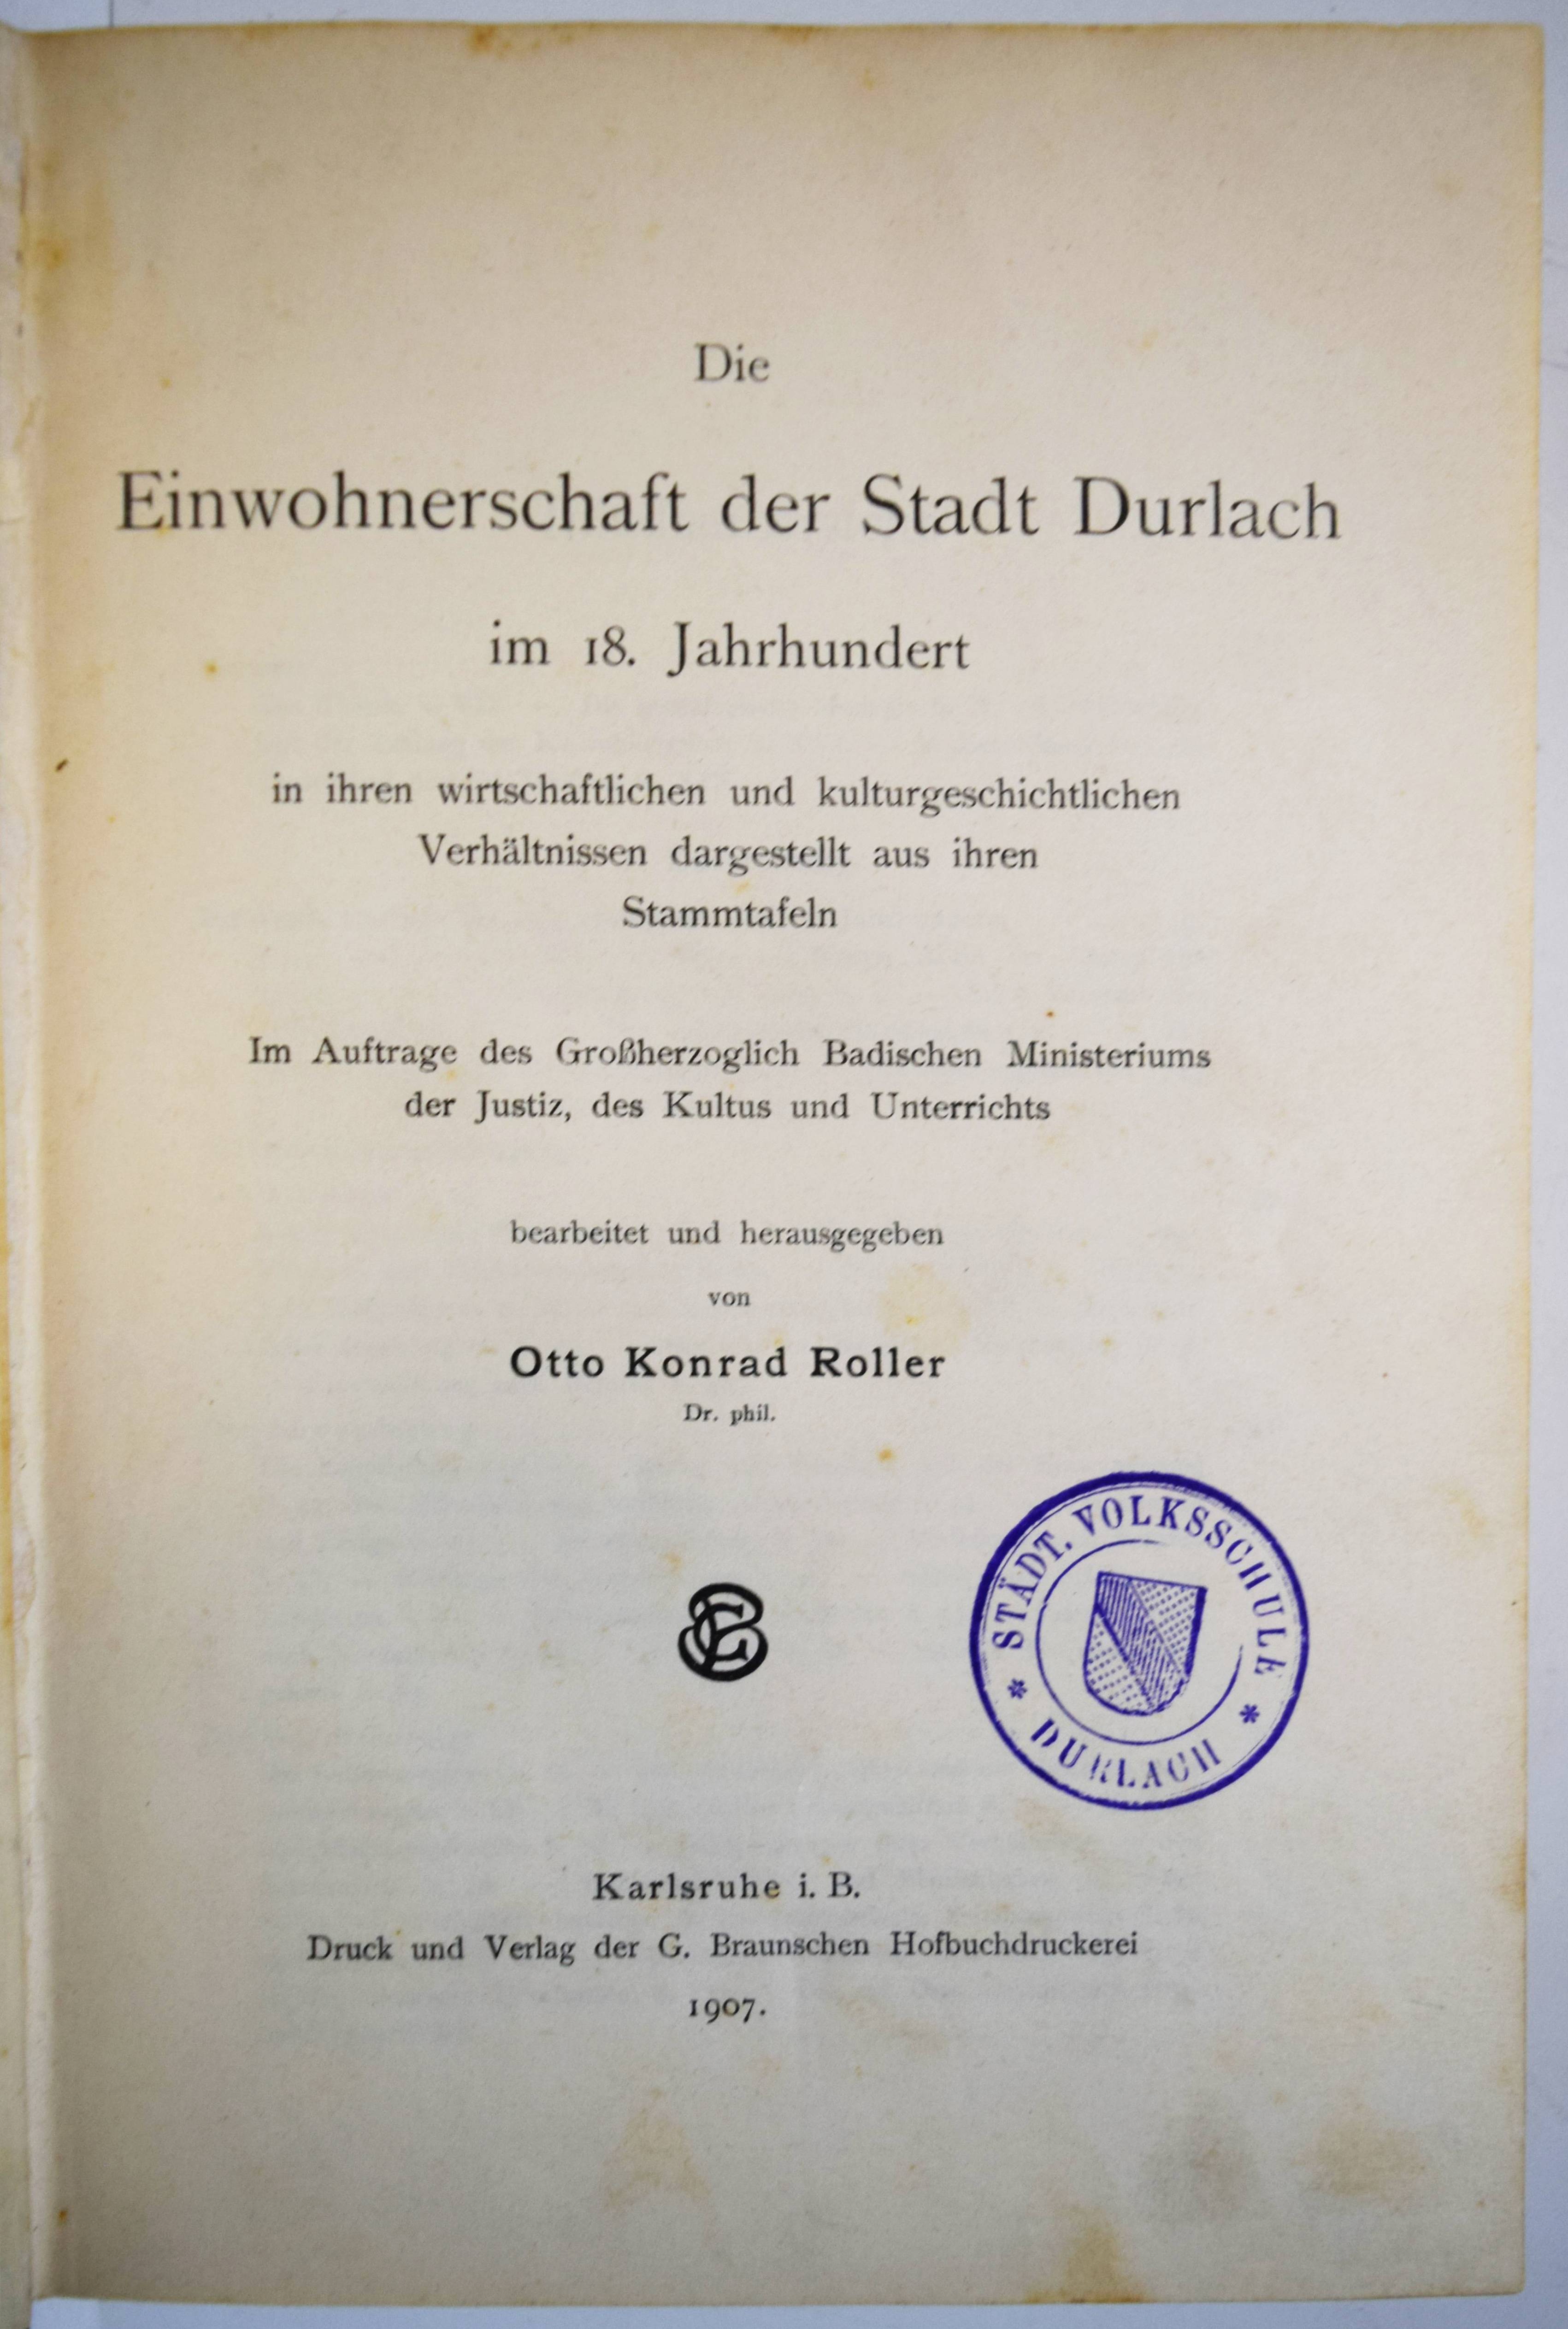 Die
Einwohnerschaft der Stadt Durlach
im 18. Jahrhundert
in ihren wirtschaftlichen und kulturgeschichtlichen
Verhältnissen dargestellt aus ihren
Stammtafeln
Im Auftrage des Großherzoglich Badischen Ministeriums
der Justiz, des Kultus und Unterrichts
bearbeitet und herausgegeben
von
Otto Konrad Roller
Dr. phil.
* STÄDT. VOLKSSCHULE *
DURLACH
Karlsruhe i. B.
Druck und Verlag der G. Braunschen Hofbuchdruckerei
1907.